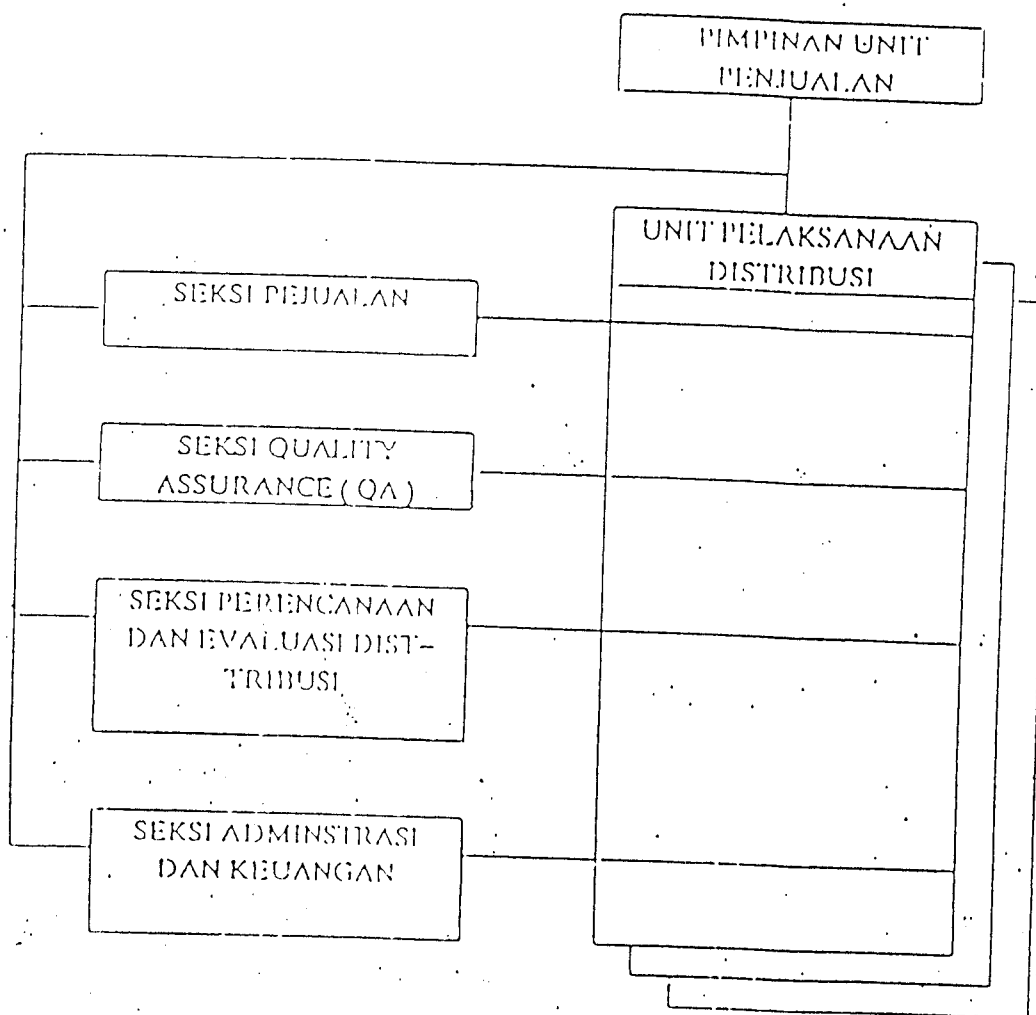 PIMPINAN UNIT
PENJUALAN
UNIT PELAKSANAAN
DISTRIBUSI
SEKSI PEJUALAN
SEKSI QUALITY
ASSURANCE ( QA )
SEKSI PERENCANAAN
DAN EVALUASI DIST-
TRIBUSI
SEKSI ADMINSTRASI
DAN KEUANGAN